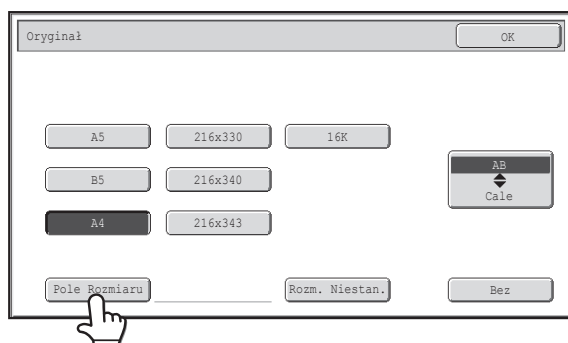 Oryginał
OK
A5
216x330
16K
B5
216x340
A4
216x343
AB
Cale
Pole Rozmiaru
Rozm. Niestan.
Bez